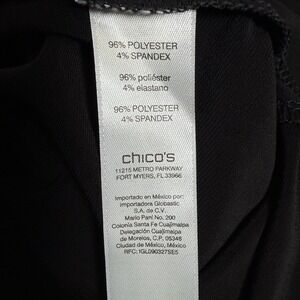 96% POLYESTER
4% SPANDEX
96% poliéster
4% elastano
96% POLYESTER
4% SPANDEX
chico's
11215 METRO PARKWAY
FORT MYERS, FL 33966
Importado en México por:
Importadora Globastic
S.A. de C.V.
Mario Pani No. 200
Colonia Santa Fe Cuajimalpa
Delegación Cuajimalpa
de Morelos, C.P. 05348
Ciudad de México, México
RFC: IGL090327SE5